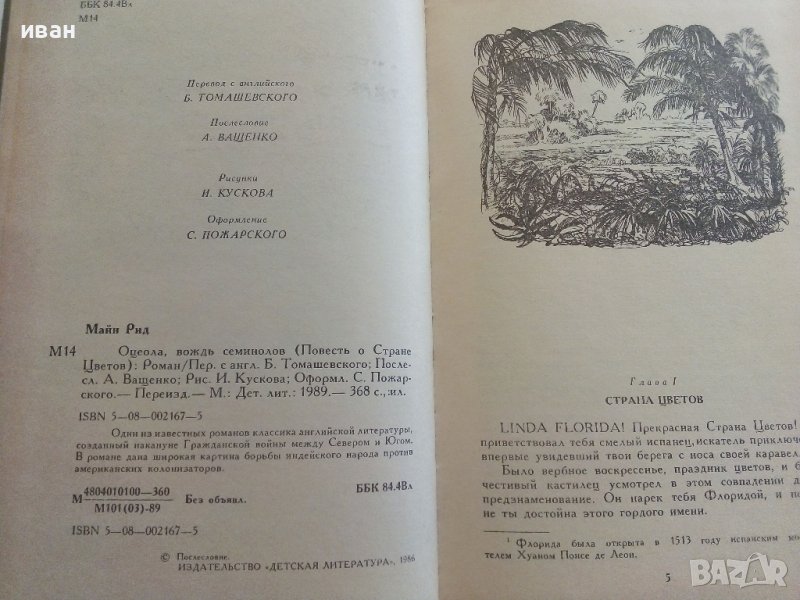 иван
ББК 84.4Вл
М14
Перевод с английского
Б. ТОМАШЕВСКОГО
Послесловие
А. ВАЩЕНКО
Рисунки
И. КУСКОВА
Оформление
С. ПОЖАРСКОГО
Майн Рид
М14 Оцеола, вождь семинолов (Повесть о Стране
Цветов): Роман/Пер. с англ. Б. Томашевского; После-
сл. А. Ващенко; Рис. И. Кускова; Оформл. С. Пожар-
ского.— Переизд.— М.: Дет. лит.: 1989.— 368 с., ил.
ISBN 5—08—002167—5
Один из известных романов классика английской литературы,
созданный накануне Гражданской войны между Севером и Югом.
В романе дана широкая картина борьбы индейского народа против
американских колонизаторов.
М 4804010100—360
М101(03)-89
Без объявл.
ББК 84.4Вл
ISBN 5—08—002167—5
© Послесловие.
ИЗДАТЕЛЬСТВО «ДЕТСКАЯ ЛИТЕРАТУРА», 1986
Глава I
СТРАНА ЦВЕТОВ
LINDA FLORIDA! Прекрасная Страна Цветов!
приветствовал тебя смелый испанец, искатель приключе
впервые увидевший твои берега с носа своей каравел
Было вербное воскресенье, праздник цветов, и б
честивый кастилец усмотрел в этом совпадении д
предзнаменование. Он нарек тебя Флоридой, и по
не ты достойна этого гордого имени.
1 Флорида была открыта в 1513 году испанским мо
телем Хуаном Понсе де Леон.
5
BAZAR